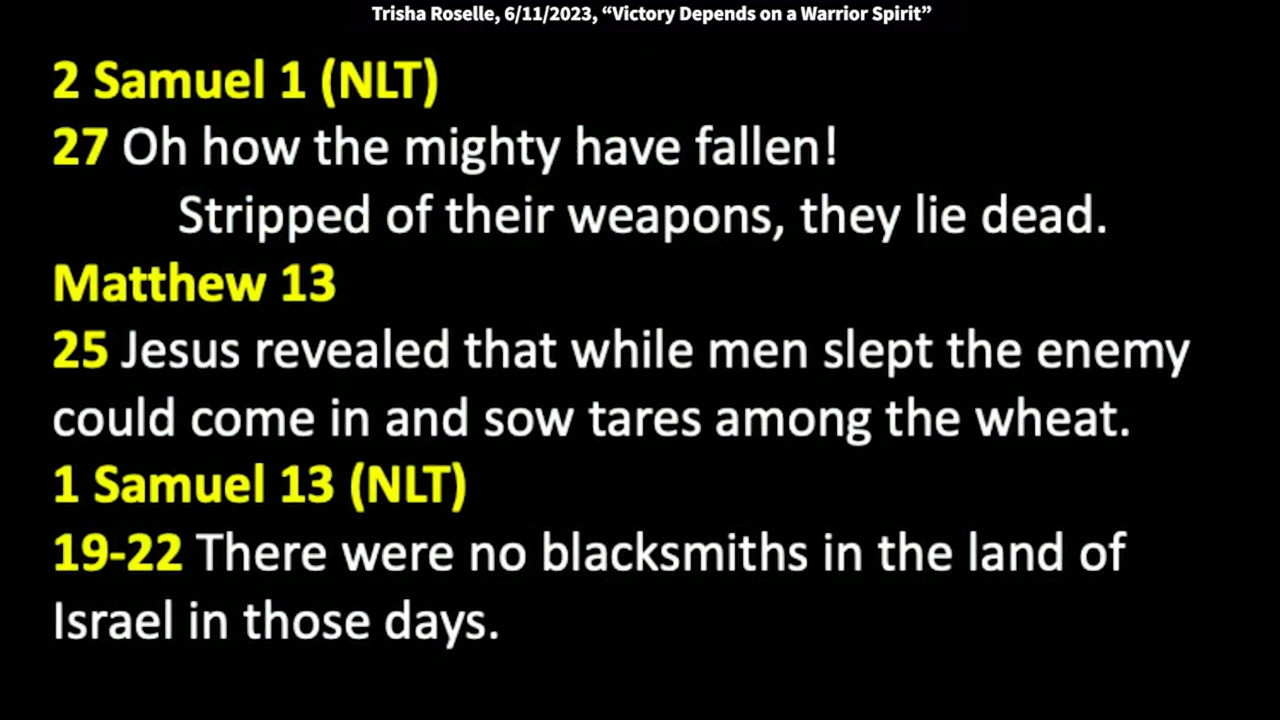 Trisha Roselle, 6/11/2023, “Victory Depends on a Warrior Spirit”
2 Samuel 1 (NLT)
27 Oh how the mighty have fallen!
Stripped of their weapons, they lie dead.
Matthew 13
25 Jesus revealed that while men slept the enemy
could come in and sow tares among the wheat.
1 Samuel 13 (NLT)
19-22 There were no blacksmiths in the land of
Israel in those days.